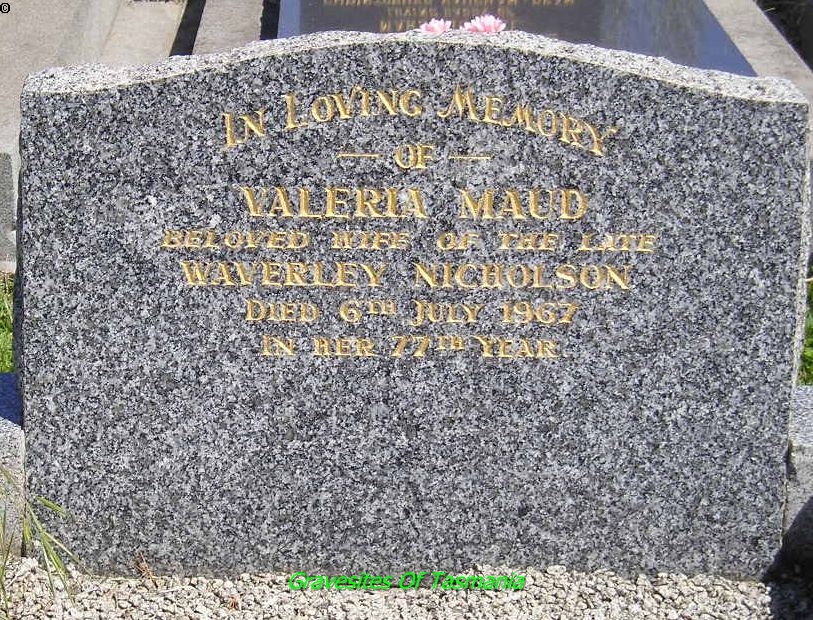 ©
IN LOVING MEMORY
— OF —
VALERIA MAUD
BELOVED WIFE OF THE LATE
WAVERLEY NICHOLSON
DIED 6TH JULY 1967
IN HER 77TH YEAR.
Gravesites Of Tasmania